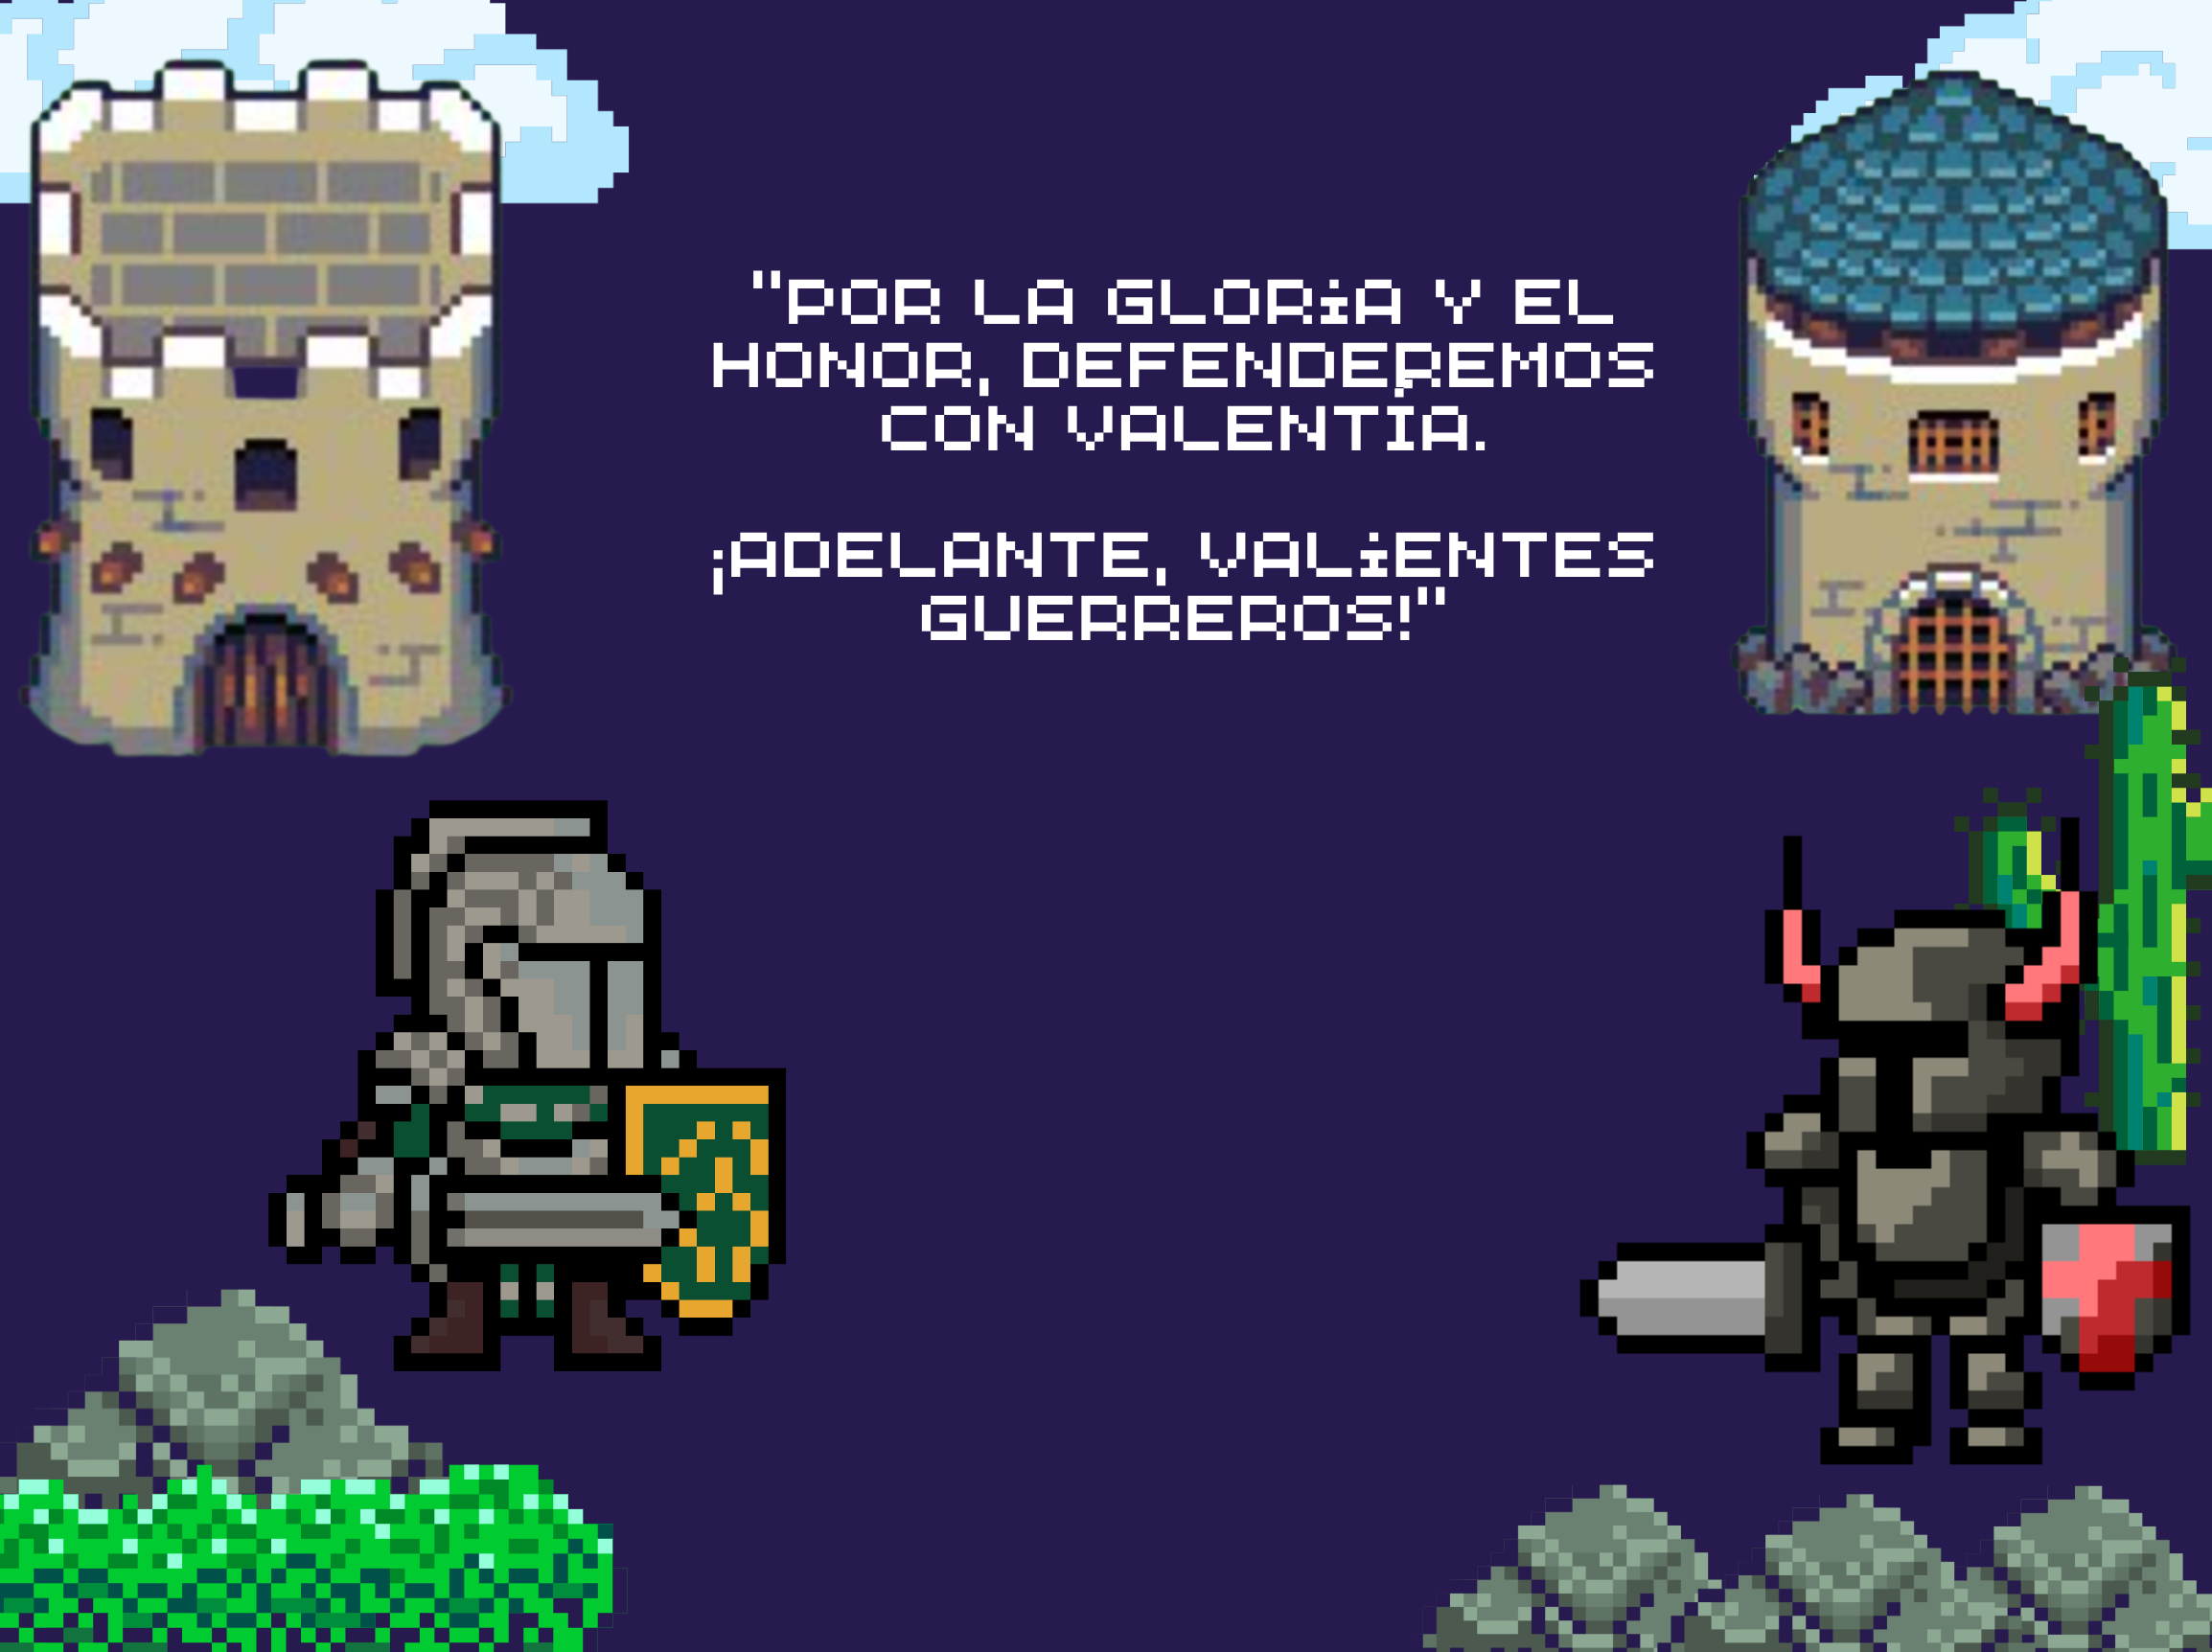 "POR LA GLORIA Y EL
HONOR, DEFENDEREMOS
CON VALENTÍA.
¡ADELANTE, VALIENTES
GUERREROS!"